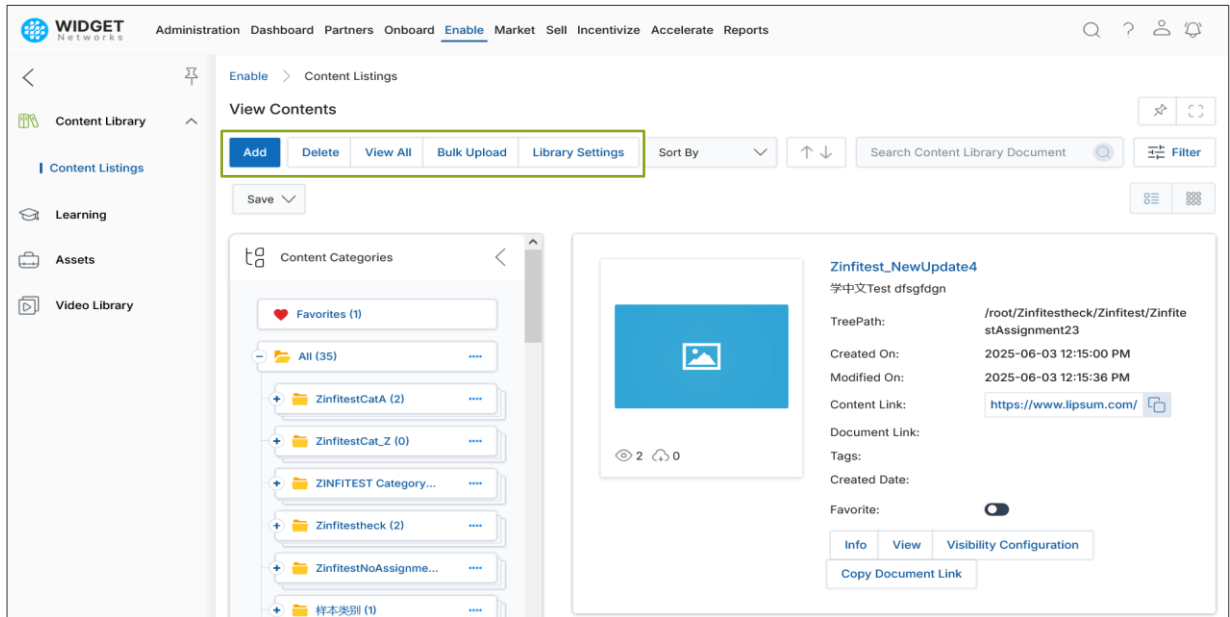 WIDGET
Networks
Administration Dashboard Partners Onboard Enable Market Sell Incentivize Accelerate Reports
Enable > Content Listings
Content Library
View Contents
Add Delete View All Bulk Upload Library Settings Sort By Search Content Library Document Filter
Content Listings
Save
Learning
Assets
Video Library
Content Categories
Favorites (1)
All (35)
ZinfitestCatA (2)
ZinfitestCat_Z (0)
ZINFITEST Category...
Zinfitestheck (2)
ZinfitestNoAssignme...
样本类别 (1)
2 0
Zinfitest_NewUpdate4
学中文Test dfsgfdgn
TreePath: /root/Zinfitestheck/Zinfitest/Zinfite
stAssignment23
Created On: 2025-06-03 12:15:00 PM
Modified On: 2025-06-03 12:15:36 PM
Content Link: https://www.lipsum.com/
Document Link:
Tags:
Created Date:
Favorite:
Info View Visibility Configuration
Copy Document Link